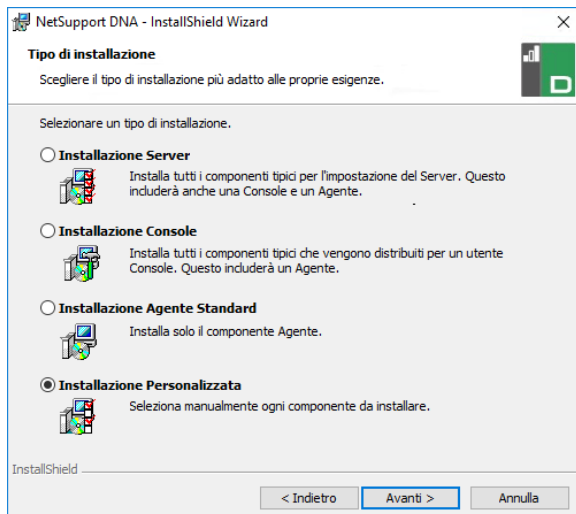 NetSupport DNA - InstallShield Wizard
Tipo di installazione
Scegliere il tipo di installazione più adatto alle proprie esigenze.
D
Selezionare un tipo di installazione.
Installazione Server
Installa tutti i componenti tipici per l'impostazione del Server. Questo
includerà anche una Console e un Agente.
Installazione Console
Installa tutti i componenti tipici che vengono distribuiti per un utente
Console. Questo includerà un Agente.
Installazione Agente Standard
Installa solo il componente Agente.
Installazione Personalizzata
Seleziona manualmente ogni componente da installare.
InstallShield
< Indietro
Avanti >
Annulla